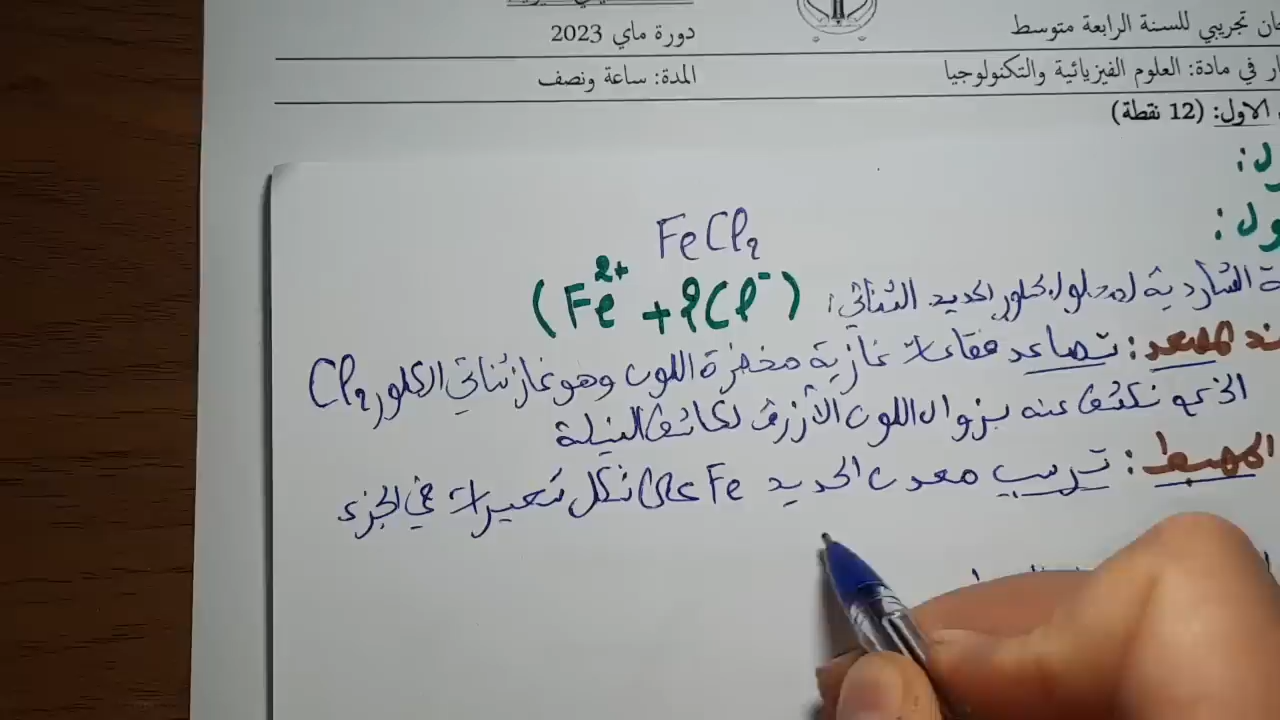 دورة ماي 2023
تجريبي للسنة الرابعة متوسط
المدة: ساعة ونصف
في مادة: العلوم الفيزيائية والتكنولوجيا
الاول: (12 نقطة)
FeCl₂
الشاردية لمحلول كلور الحديد الثنائي: (Fe²⁺ + 2Cl⁻)
المصعد: تصاعد فقاعات غازية مخضرة اللون وهو غاز ثنائي الكلور Cl₂
الذي نكشف عنه بزوال اللون الأزرق لكاشف النيلة
المهبط: ترسب معدن الحديد Fe على شكل شعيرات في الجزء